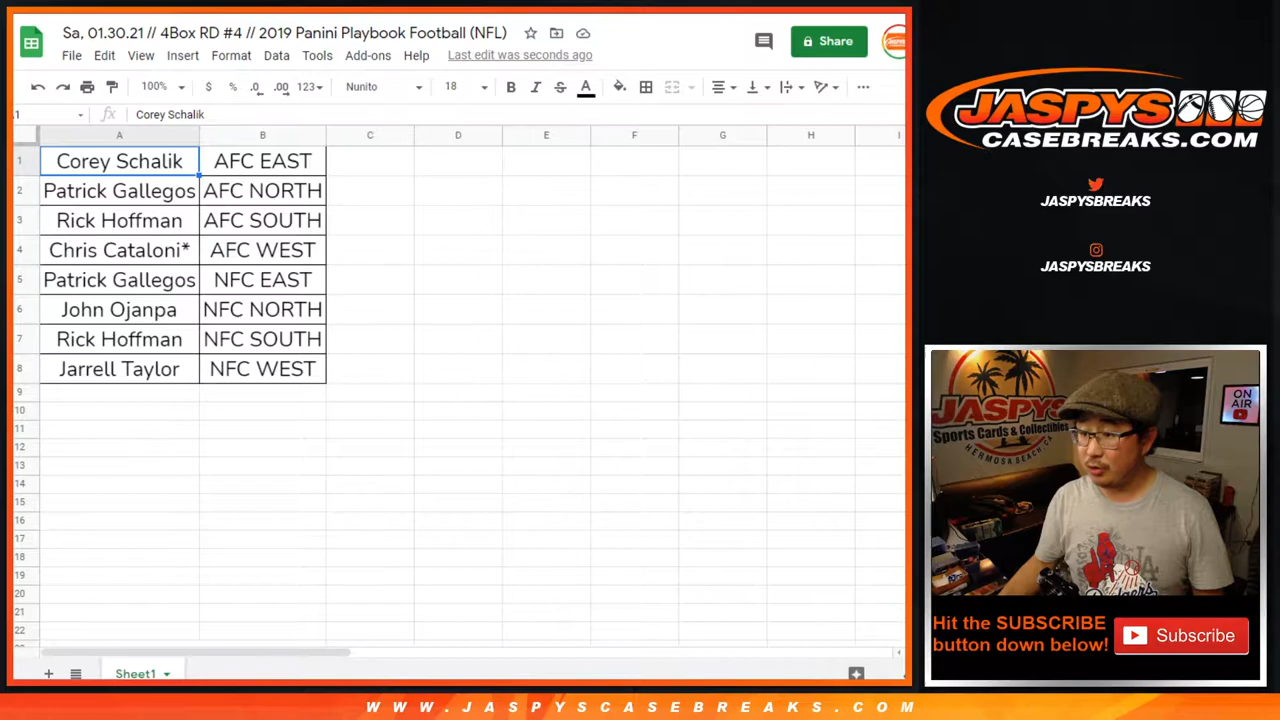 Sa, 01.30.21 // 4Box RD #4 // 2019 Panini Playbook Football (NFL)
File Edit View Insert Format Data Tools Add-ons Help Last edit was seconds ago
Share
100% $ % .0 .00 123 Nunito 18 B I S A
1 fx Corey Schalik
A B C D E F G H I
1 Corey Schalik AFC EAST
2 Patrick Gallegos AFC NORTH
3 Rick Hoffman AFC SOUTH
4 Chris Cataloni* AFC WEST
5 Patrick Gallegos NFC EAST
6 John Ojanpa NFC NORTH
7 Rick Hoffman NFC SOUTH
8 Jarrell Taylor NFC WEST
9
10
11
12
13
14
15
16
17
18
19
20
21
22
Sheet1
JASPYS
CASEBREAKS.COM
JASPYSBREAKS
JASPYSBREAKS
JASPYS
Sports Cards & Collectibles
HERMOSA BEACH, CA
ON AIR
Dodgers
Hit the SUBSCRIBE
button down below!
Subscribe
WWW.JASPYSCASEBREAKS.COM